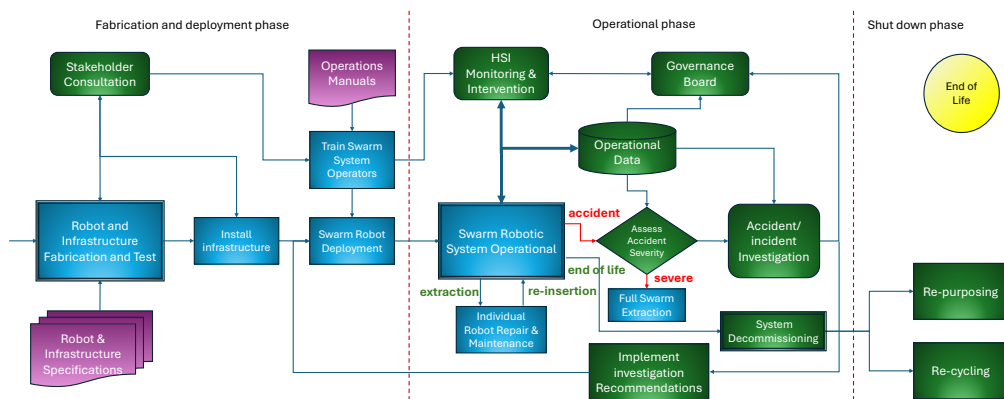 Fabrication and deployment phase
Operational phase
Shut down phase
Stakeholder
Consultation
Operations
Manuals
HSI
Monitoring &
Intervention
Governance
Board
End of
Life
Train Swarm
System
Operators
Operational
Data
Robot and
Infrastructure
Fabrication and Test
Install
infrastructure
Swarm Robot
Deployment
Swarm Robotic
System Operational
accident
Assess
Accident
Severity
Accident/
incident
Investigation
end of life
severe
extraction
re-insertion
Full Swarm
Extraction
Individual
Robot Repair &
Maintenance
System
Decommissioning
Re-purposing
Robot &
Infrastructure
Specifications
Implement
investigation
Recommendations
Re-cycling